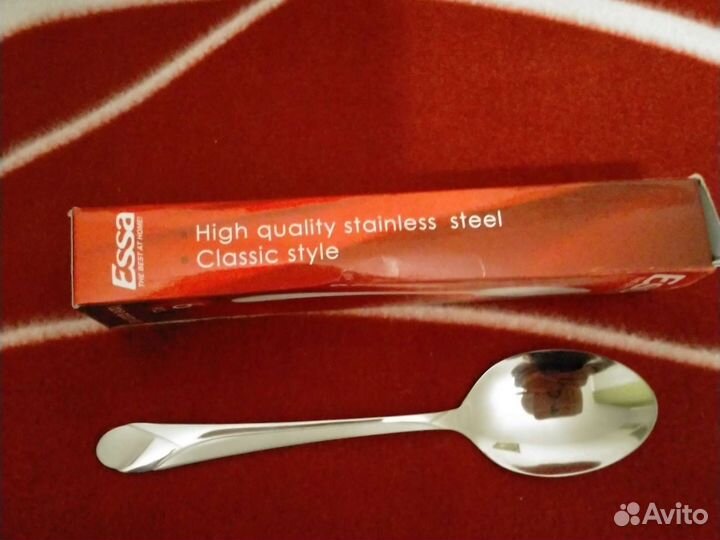 Essa
THE BEST AT HOME!
High quality stainless steel
Classic style
Avito